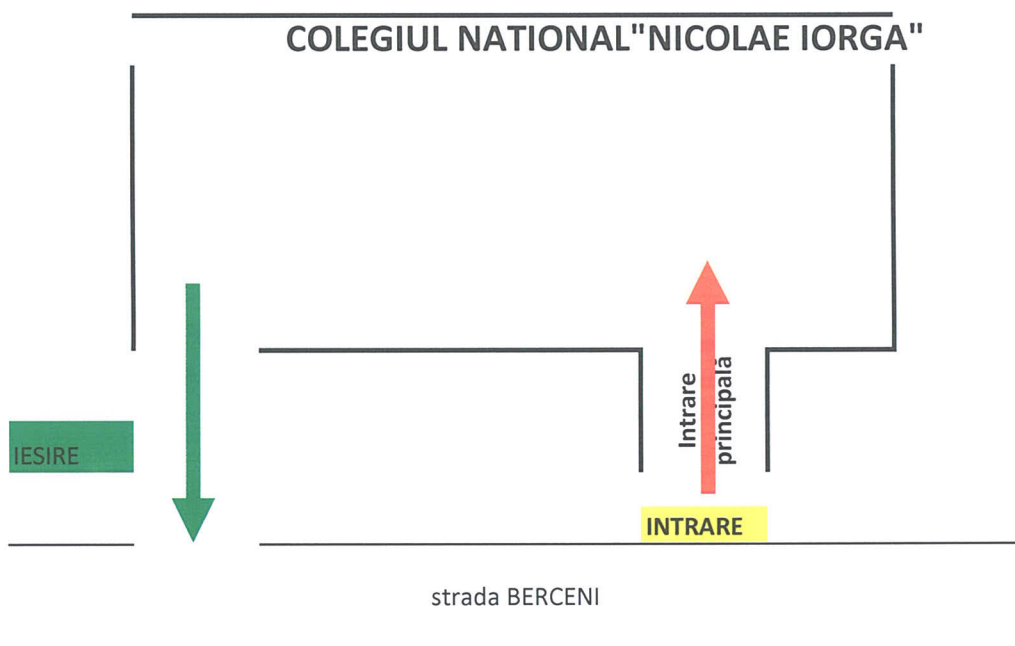 COLEGIUL NATIONAL"NICOLAE IORGA"
Intrare
principală
IESIRE
INTRARE
strada BERCENI